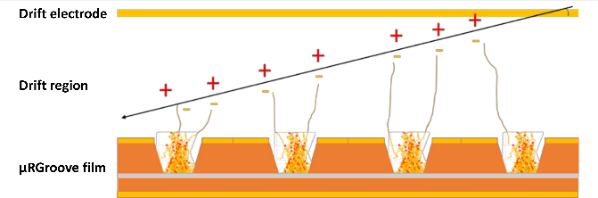 Drift electrode
Drift region
μRGroove film